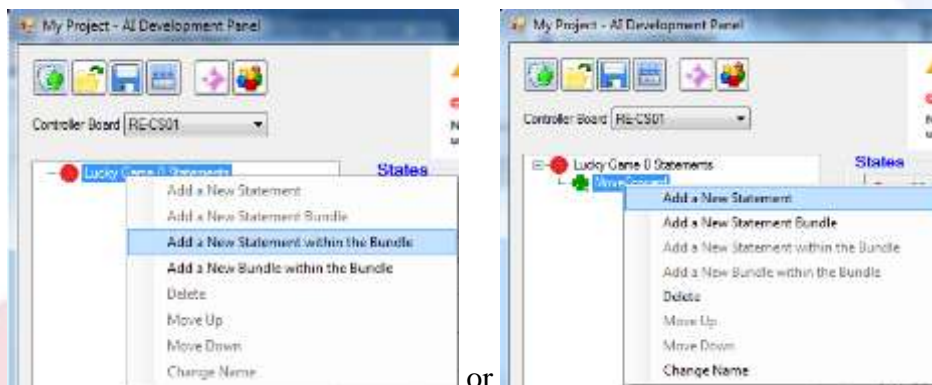 My Project - AI Development Panel
Controller Board RE-CS01
Lucky Game 0 Statements
States
Add a New Statement
Add a New Statement Bundle
Add a New Statement within the Bundle
Add a New Bundle within the Bundle
Delete
Move Up
Move Down
Change Name
or
My Project - AI Development Panel
Controller Board RE-CS01
Lucky Game 0 Statements
States
Add a New Statement
Add a New Statement Bundle
Add a New Statement within the Bundle
Add a New Bundle within the Bundle
Delete
Move Up
Move Down
Change Name